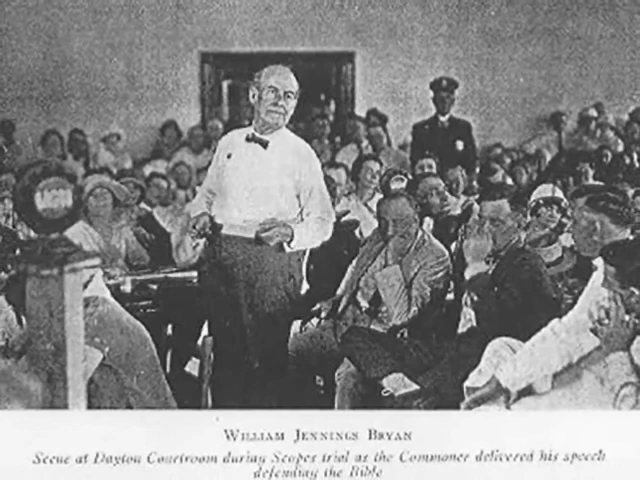 WILLIAM JENNINGS BRYAN
Scene at Dayton Courtroom during Scopes trial as the Commoner delivered his speech
defending the Bible